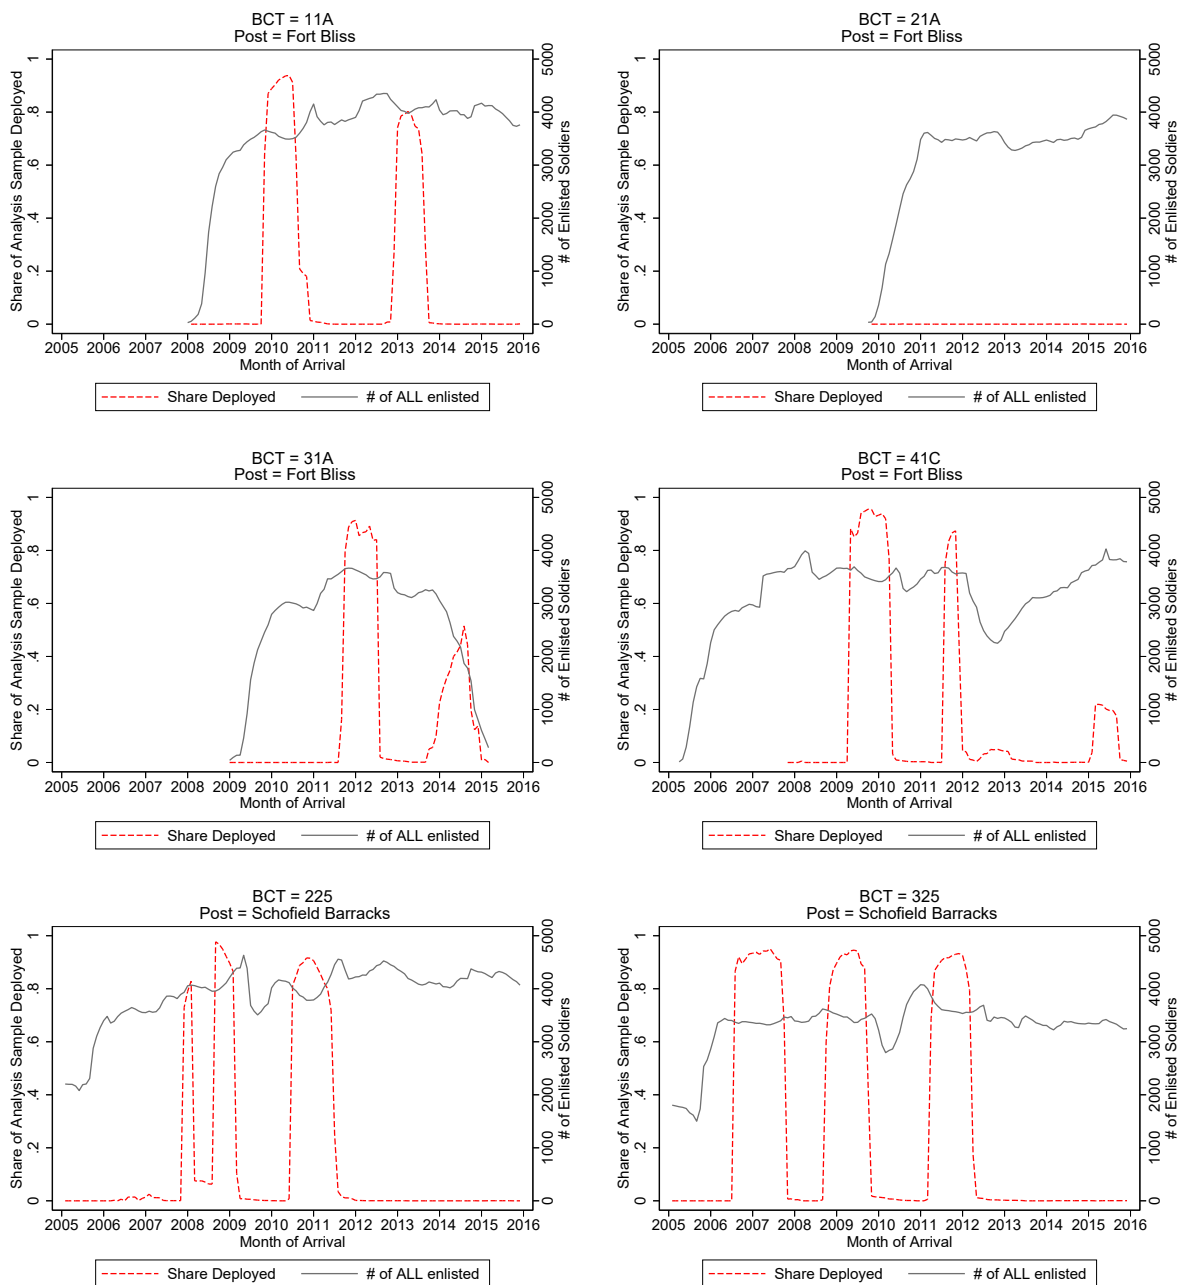 BCT = 11A
Post = Fort Bliss
Share of Analysis Sample Deployed
0 .2 .4 .6 .8 1
# of Enlisted Soldiers
0 1000 2000 3000 4000 5000
2005 2006 2007 2008 2009 2010 2011 2012 2013 2014 2015 2016
Month of Arrival
Share Deployed # of ALL enlisted
BCT = 21A
Post = Fort Bliss
Share of Analysis Sample Deployed
0 .2 .4 .6 .8 1
# of Enlisted Soldiers
0 1000 2000 3000 4000 5000
2005 2006 2007 2008 2009 2010 2011 2012 2013 2014 2015 2016
Month of Arrival
Share Deployed # of ALL enlisted
BCT = 31A
Post = Fort Bliss
Share of Analysis Sample Deployed
0 .2 .4 .6 .8 1
# of Enlisted Soldiers
0 1000 2000 3000 4000 5000
2005 2006 2007 2008 2009 2010 2011 2012 2013 2014 2015 2016
Month of Arrival
Share Deployed # of ALL enlisted
BCT = 41C
Post = Fort Bliss
Share of Analysis Sample Deployed
0 .2 .4 .6 .8 1
# of Enlisted Soldiers
0 1000 2000 3000 4000 5000
2005 2006 2007 2008 2009 2010 2011 2012 2013 2014 2015 2016
Month of Arrival
Share Deployed # of ALL enlisted
BCT = 225
Post = Schofield Barracks
Share of Analysis Sample Deployed
0 .2 .4 .6 .8 1
# of Enlisted Soldiers
0 1000 2000 3000 4000 5000
2005 2006 2007 2008 2009 2010 2011 2012 2013 2014 2015 2016
Month of Arrival
Share Deployed # of ALL enlisted
BCT = 325
Post = Schofield Barracks
Share of Analysis Sample Deployed
0 .2 .4 .6 .8 1
# of Enlisted Soldiers
0 1000 2000 3000 4000 5000
2005 2006 2007 2008 2009 2010 2011 2012 2013 2014 2015 2016
Month of Arrival
Share Deployed # of ALL enlisted